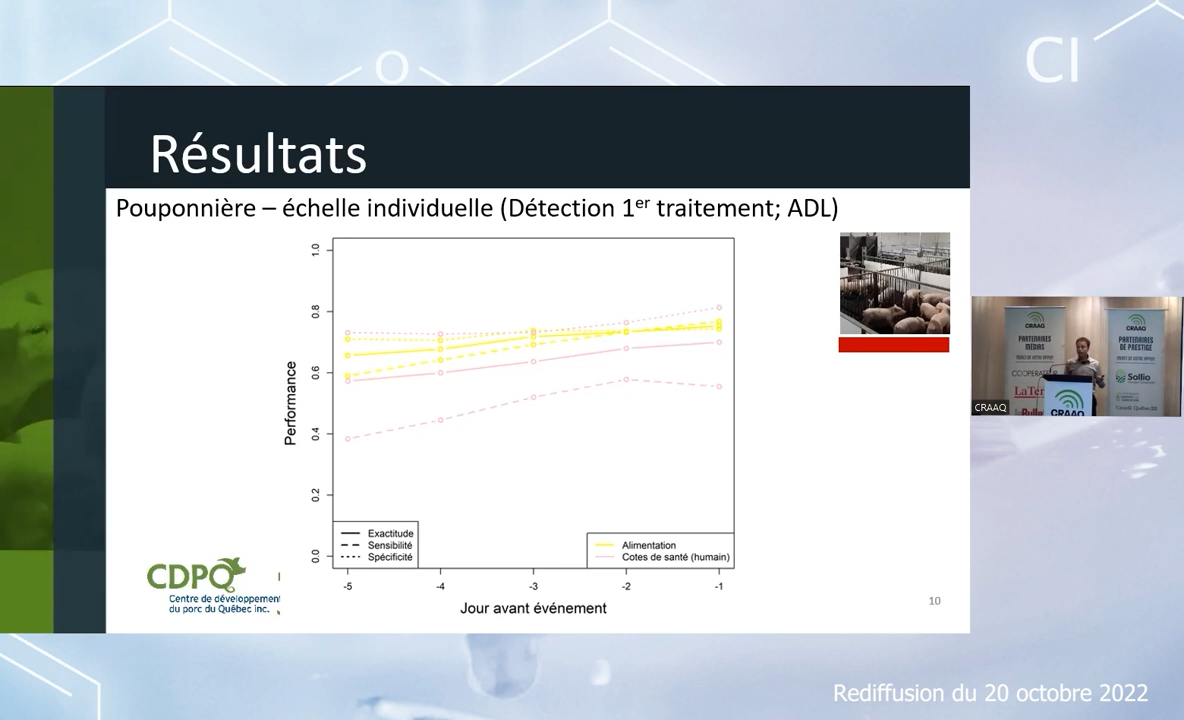 O
Cl
Résultats
Pouponnière – échelle individuelle (Détection 1er traitement; ADL)
1.0
0.8
0.6
0.4
0.2
0.0
Performance
Exactitude
Sensibilité
Spécificité
Alimentation
Cotes de santé (humain)
-5
-4
-3
-2
-1
Jour avant événement
CDPQ
Centre de développement
du porc du Québec inc.
10
CRAAQ
PARTENAIRES
MÉDIAS
CRAAQ
PARTENAIRES
DE PRESTIGE
Sollio
CRAAQ
CRAAQ
Rediffusion du 20 octobre 2022